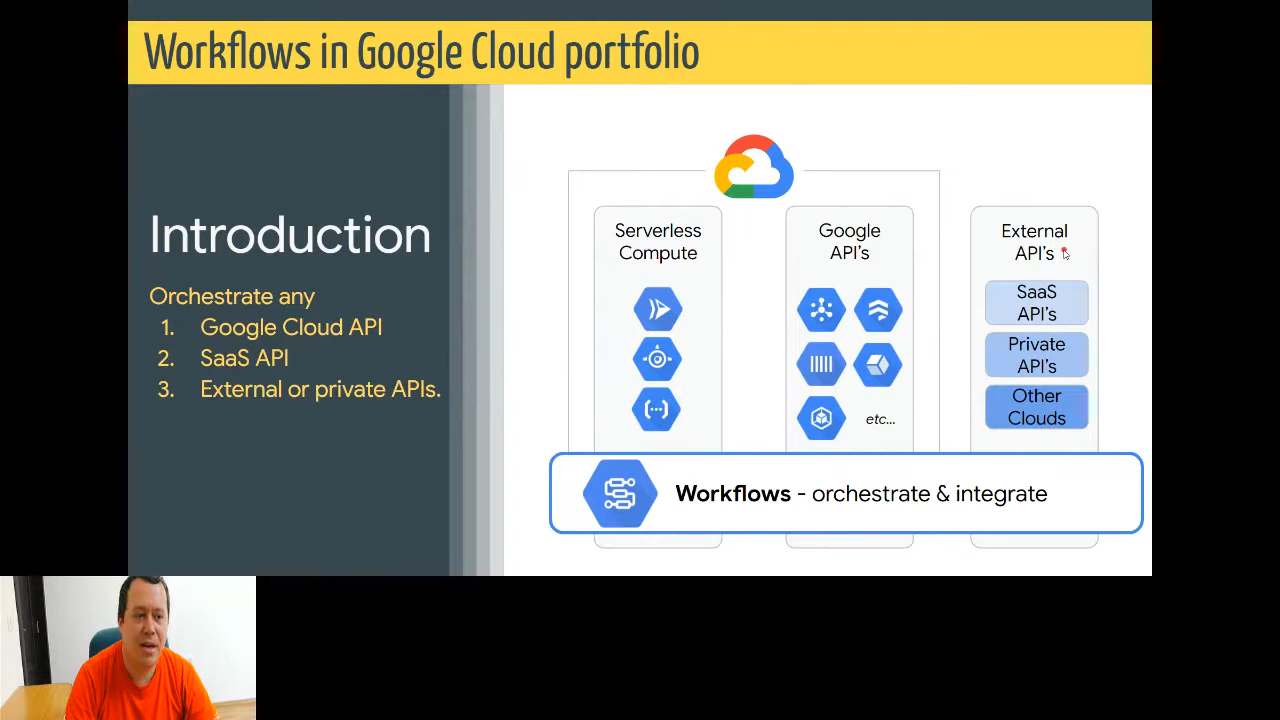 Workflows in Google Cloud portfolio
Introduction
Orchestrate any
1. Google Cloud API
2. SaaS API
3. External or private APIs.
Serverless
Compute
Google
API's
etc...
External
API's
SaaS
API's
Private
API's
Other
Clouds
Workflows - orchestrate & integrate